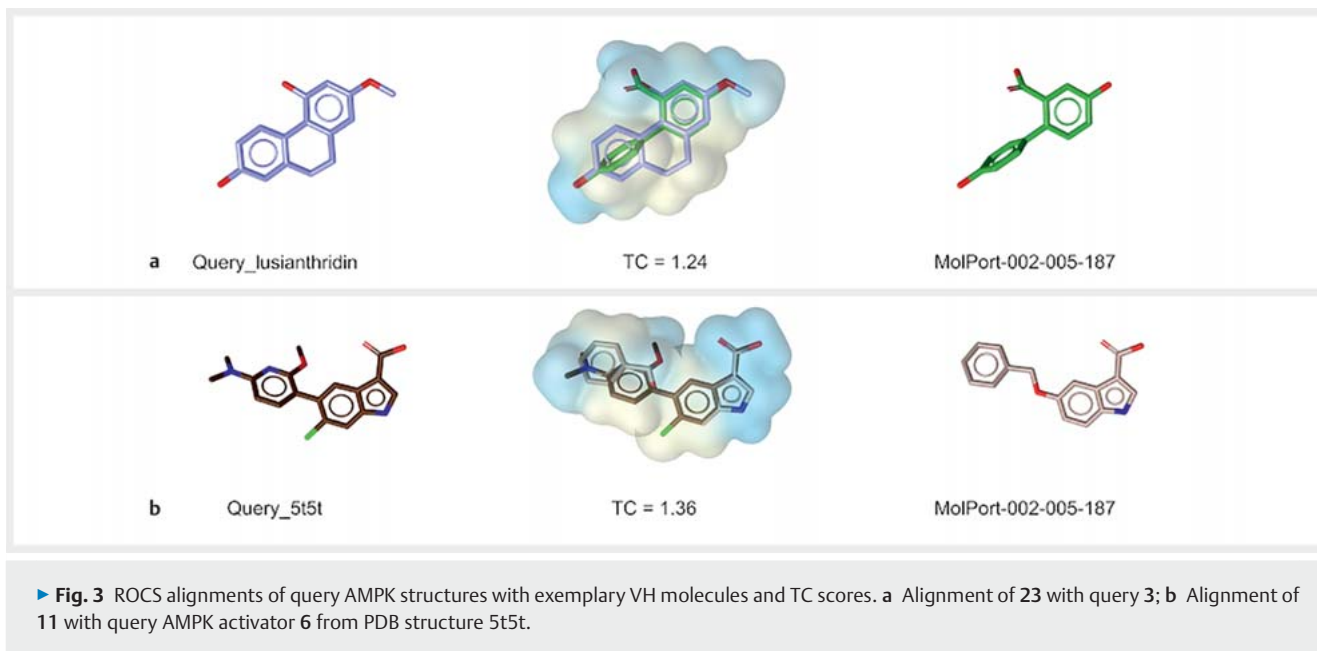 a Query_lusianthridin TC = 1.24 MolPort-002-005-187
b Query_5t5t TC = 1.36 MolPort-002-005-187
► Fig. 3 ROCS alignments of query AMPK structures with exemplary VH molecules and TC scores. a Alignment of 23 with query 3; b Alignment of
11 with query AMPK activator 6 from PDB structure 5t5t.